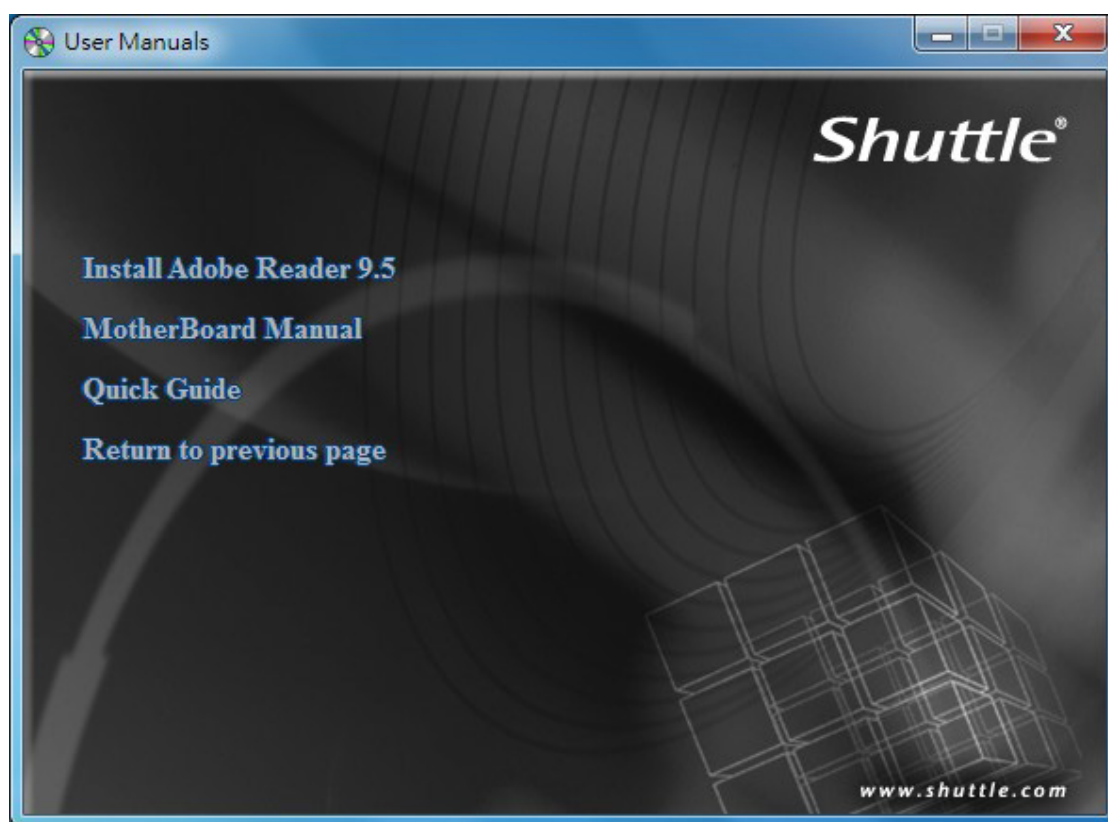 User Manuals
Shuttle®
Install Adobe Reader 9.5
MotherBoard Manual
Quick Guide
Return to previous page
www.shuttle.com